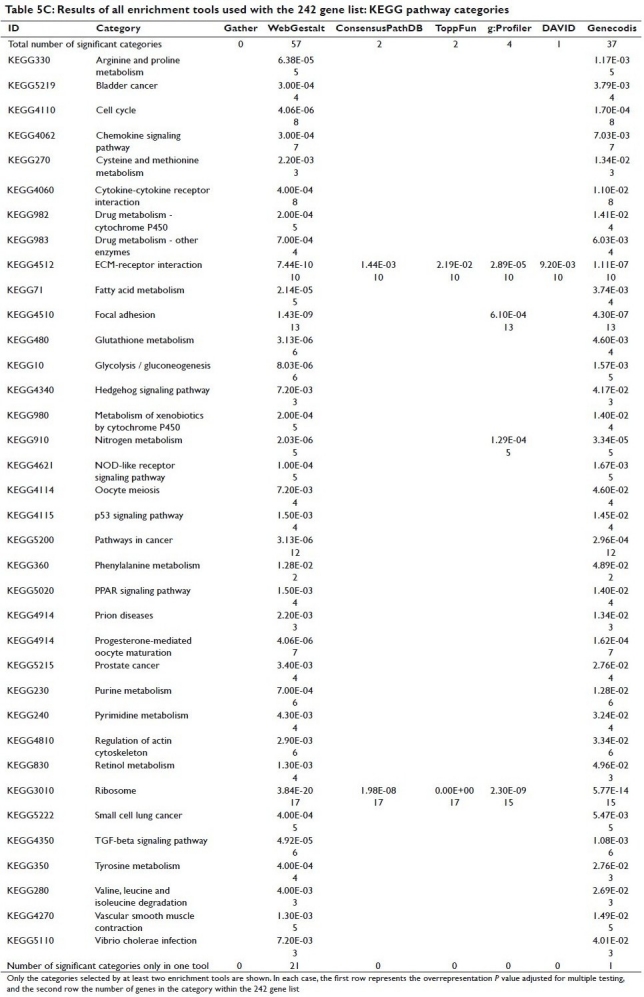 Table 5C: Results of all enrichment tools used with the 242 gene list: KEGG pathway categories
ID Category Gather WebGestalt ConsensusPathDB ToppFun g:Profiler DAVID Genecodis
Total number of significant categories 0 57 2 2 4 1 37
KEGG330 Arginine and proline 6.38E-05 1.17E-03
metabolism 5 5
KEGG5219 Bladder cancer 3.00E-04 3.79E-03
4 4
KEGG4110 Cell cycle 4.06E-06 1.70E-04
8 8
KEGG4062 Chemokine signaling 3.00E-04 7.03E-03
pathway 7 7
KEGG270 Cysteine and methionine 2.20E-03 1.34E-02
metabolism 3 3
KEGG4060 Cytokine-cytokine receptor 4.00E-04 1.10E-02
interaction 8 8
KEGG982 Drug metabolism - 2.00E-04 1.41E-02
cytochrome P450 5 4
KEGG983 Drug metabolism - other 7.00E-04 6.03E-03
enzymes 4 4
KEGG4512 ECM-receptor interaction 7.44E-10 1.44E-03 2.19E-02 2.89E-05 9.20E-03 1.11E-07
10 10 10 10 10 10
KEGG71 Fatty acid metabolism 2.14E-05 3.74E-03
5 4
KEGG4510 Focal adhesion 1.43E-09 6.10E-04 4.30E-07
13 13 13
KEGG480 Glutathione metabolism 3.13E-06 4.60E-03
6 4
KEGG10 Glycolysis / gluconeogenesis 8.03E-06 1.57E-03
6 5
KEGG4340 Hedgehog signaling pathway 7.20E-03 4.17E-02
3 3
KEGG980 Metabolism of xenobiotics 2.00E-04 1.40E-02
by cytochrome P450 5 4
KEGG910 Nitrogen metabolism 2.03E-06 1.29E-04 3.34E-05
5 5 5
KEGG4621 NOD-like receptor 1.00E-04 1.67E-03
signaling pathway 5 5
KEGG4114 Oocyte meiosis 7.20E-03 4.60E-02
4 4
KEGG4115 p53 signaling pathway 1.50E-03 1.45E-02
4 4
KEGG5200 Pathways in cancer 3.13E-06 2.96E-04
12 12
KEGG360 Phenylalanine metabolism 1.28E-02 4.89E-02
2 2
KEGG5020 PPAR signaling pathway 1.50E-03 1.40E-02
4 4
KEGG4914 Prion diseases 2.20E-03 1.34E-02
3 3
KEGG4914 Progesterone-mediated 4.06E-06 1.62E-04
oocyte maturation 7 7
KEGG5215 Prostate cancer 3.40E-03 2.76E-02
4 4
KEGG230 Purine metabolism 7.00E-04 1.28E-02
6 6
KEGG240 Pyrimidine metabolism 4.30E-03 3.24E-02
4 4
KEGG4810 Regulation of actin 2.90E-03 3.34E-02
cytoskeleton 6 6
KEGG830 Retinol metabolism 1.30E-03 4.96E-02
4 3
KEGG3010 Ribosome 3.84E-20 1.98E-08 0.00E+00 2.30E-09 5.77E-14
17 17 17 15 15
KEGG5222 Small cell lung cancer 4.00E-04 5.47E-03
5 5
KEGG4350 TGF-beta signaling pathway 4.92E-05 1.08E-03
6 6
KEGG350 Tyrosine metabolism 4.00E-04 2.76E-02
4 3
KEGG280 Valine, leucine and 4.00E-03 2.69E-02
isoleucine degradation 3 3
KEGG4270 Vascular smooth muscle 1.30E-03 1.49E-02
contraction 5 5
KEGG5110 Vibrio cholerae infection 7.20E-03 4.01E-02
3 3
Number of significant categories only in one tool 0 21 0 0 0 0 1
Only the categories selected by at least two enrichment tools are shown. In each case, the first row represents the overrepresentation P value adjusted for multiple testing,
and the second row the number of genes in the category within the 242 gene list